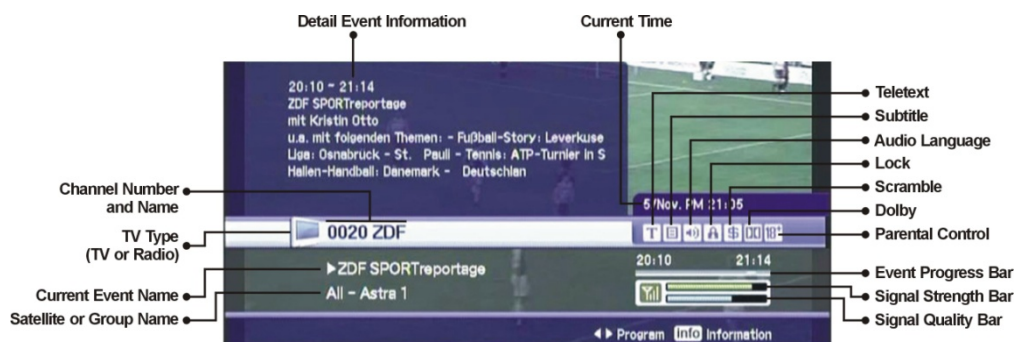 Detail Event Information
Current Time
20:10 ~ 21:14
ZDF SPORTreportage
mit Kristin Otto
u.a. mit folgenden Themen: - Fußball-Story: Leverkuse
Liga: Osnabrück - St. Pauli - Tennis: ATP-Turnier in S
Hallen-Handball: Dänemark - Deutschlan
Teletext
Subtitle
Audio Language
Lock
Scramble
Dolby
Parental Control
Channel Number
and Name
TV Type
(TV or Radio)
5/Nov. PM 21:05
0020 ZDF
T
$
18+
20:10 21:14
▶ZDF SPORTreportage
All - Astra 1
Current Event Name
Satellite or Group Name
Event Progress Bar
Signal Strength Bar
Signal Quality Bar
Program info Information